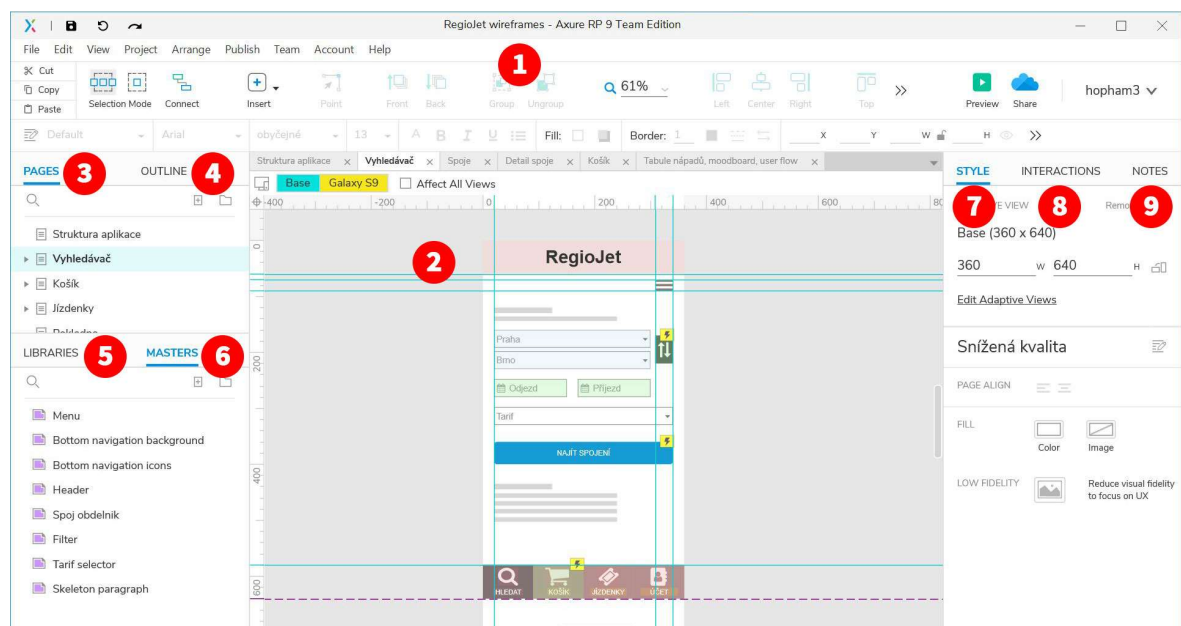 RegioJet wireframes - Axure RP 9 Team Edition
File Edit View Project Arrange Publish Team Account Help
Cut
Copy
Paste
Selection Mode
Connect
Insert
Point
Front
Back
1
Group
Ungroup
61%
Left
Center
Right
Top
Preview
Share
hopham3
Default
Arial
obyčejné
13
A B I U
Fill:
Border: 1
X
Y
W
H
PAGES
3
OUTLINE
4
Struktura aplikace
Vyhledávač
Košík
Jízdenky
Pokladna
LIBRARIES
5
MASTERS
6
Menu
Bottom navigation background
Bottom navigation icons
Header
Spoj obdelnik
Filter
Tarif selector
Skeleton paragraph
Struktura aplikace x Vyhledávač x Spoje x Detail spoje x Košík x Tabule nápadů, moodboard, user flow x
Base
Galaxy S9
Affect All Views
-400 -200 0 200 400 600 80
0
200
400
600
2
RegioJet
Praha
Brno
Odjezd
Příjezd
Tarif
NAJÍT SPOJENÍ
HLEDAT
KOŠÍK
JÍZDENKY
ÚČET
STYLE
INTERACTIONS
NOTES
7
8
9
VE VIEW
Remo
Base (360 x 640)
360 W 640 H
Edit Adaptive Views
Snížená kvalita
PAGE ALIGN
FILL
Color
Image
LOW FIDELITY
Reduce visual fidelity
to focus on UX